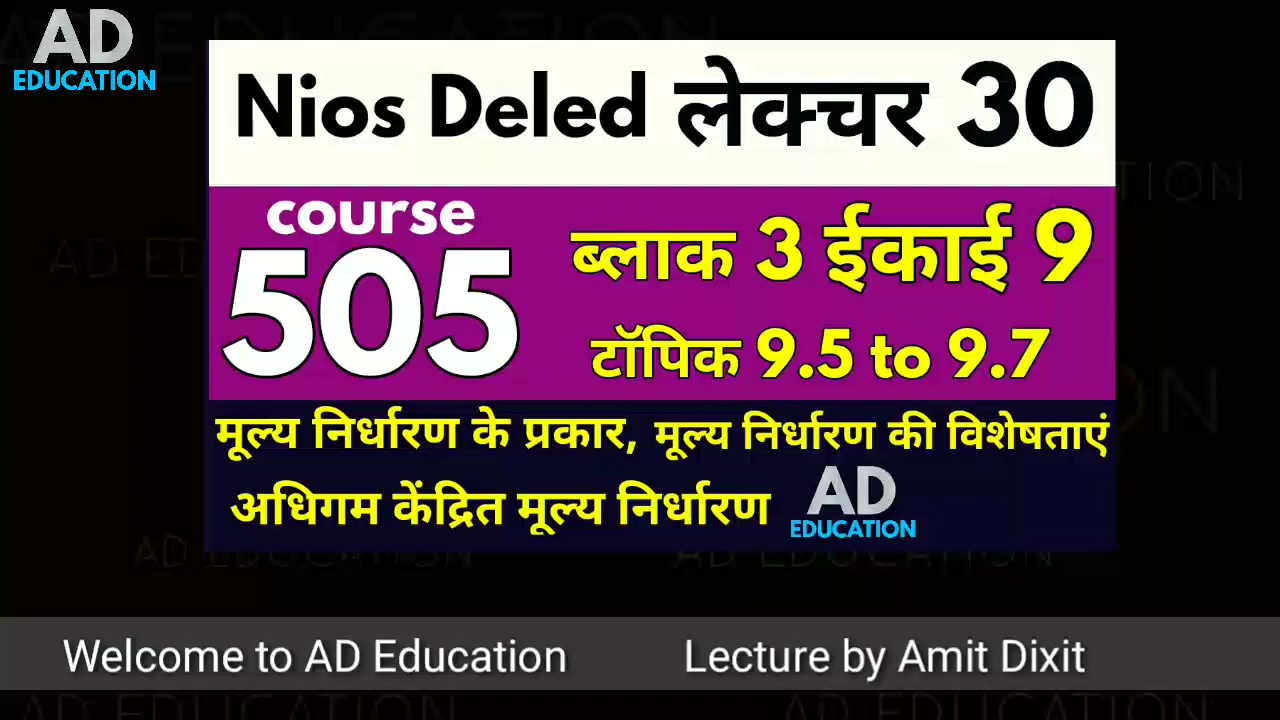 AD
EDUCATION
Nios Deled लेक्चर 30
course
505
ब्लाक 3 ईकाई 9
टॉपिक 9.5 to 9.7
मूल्य निर्धारण के प्रकार, मूल्य निर्धारण की विशेषताएं
अधिगम केंद्रित मूल्य निर्धारण
AD
EDUCATION
Welcome to AD Education
Lecture by Amit Dixit